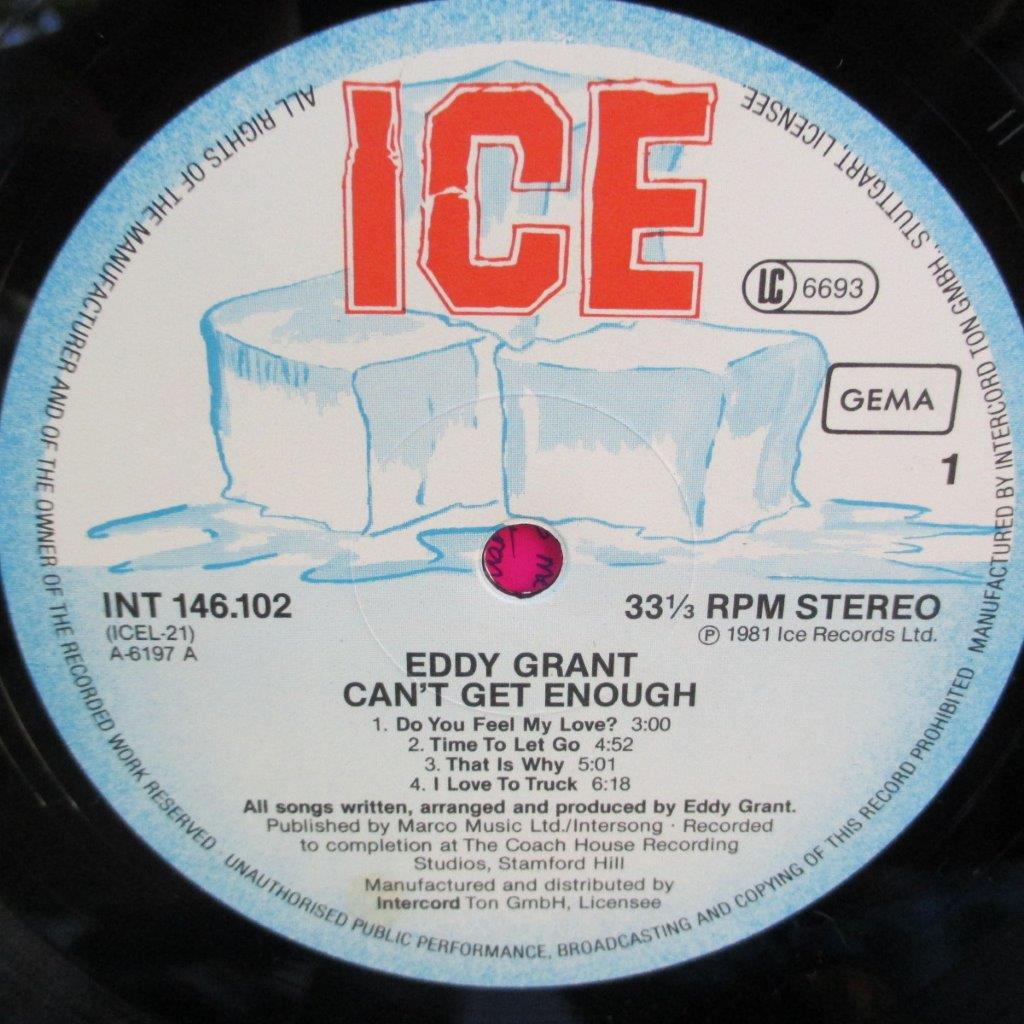 ICE
LC 6693
GEMA
1
INT 146.102
(ICEL-21)
A-6197 A
33⅓ RPM STEREO
Ⓟ 1981 Ice Records Ltd.
EDDY GRANT
CAN'T GET ENOUGH
1. Do You Feel My Love? 3:00
2. Time To Let Go 4:52
3. That Is Why 5:01
4. I Love To Truck 6:18
All songs written, arranged and produced by Eddy Grant.
Published by Marco Music Ltd./Intersong · Recorded
to completion at The Coach House Recording
Studios, Stamford Hill
Manufactured and distributed by
Intercord Ton GmbH, Licensee
ALL RIGHTS OF THE MANUFACTURER AND OF THE OWNER OF THE RECORDED WORK RESERVED · UNAUTHORISED PUBLIC PERFORMANCE, BROADCASTING AND COPYING OF THIS RECORD PROHIBITED · MANUFACTURED BY INTERCORD TON GMBH., STUTTGART, LICENSEE